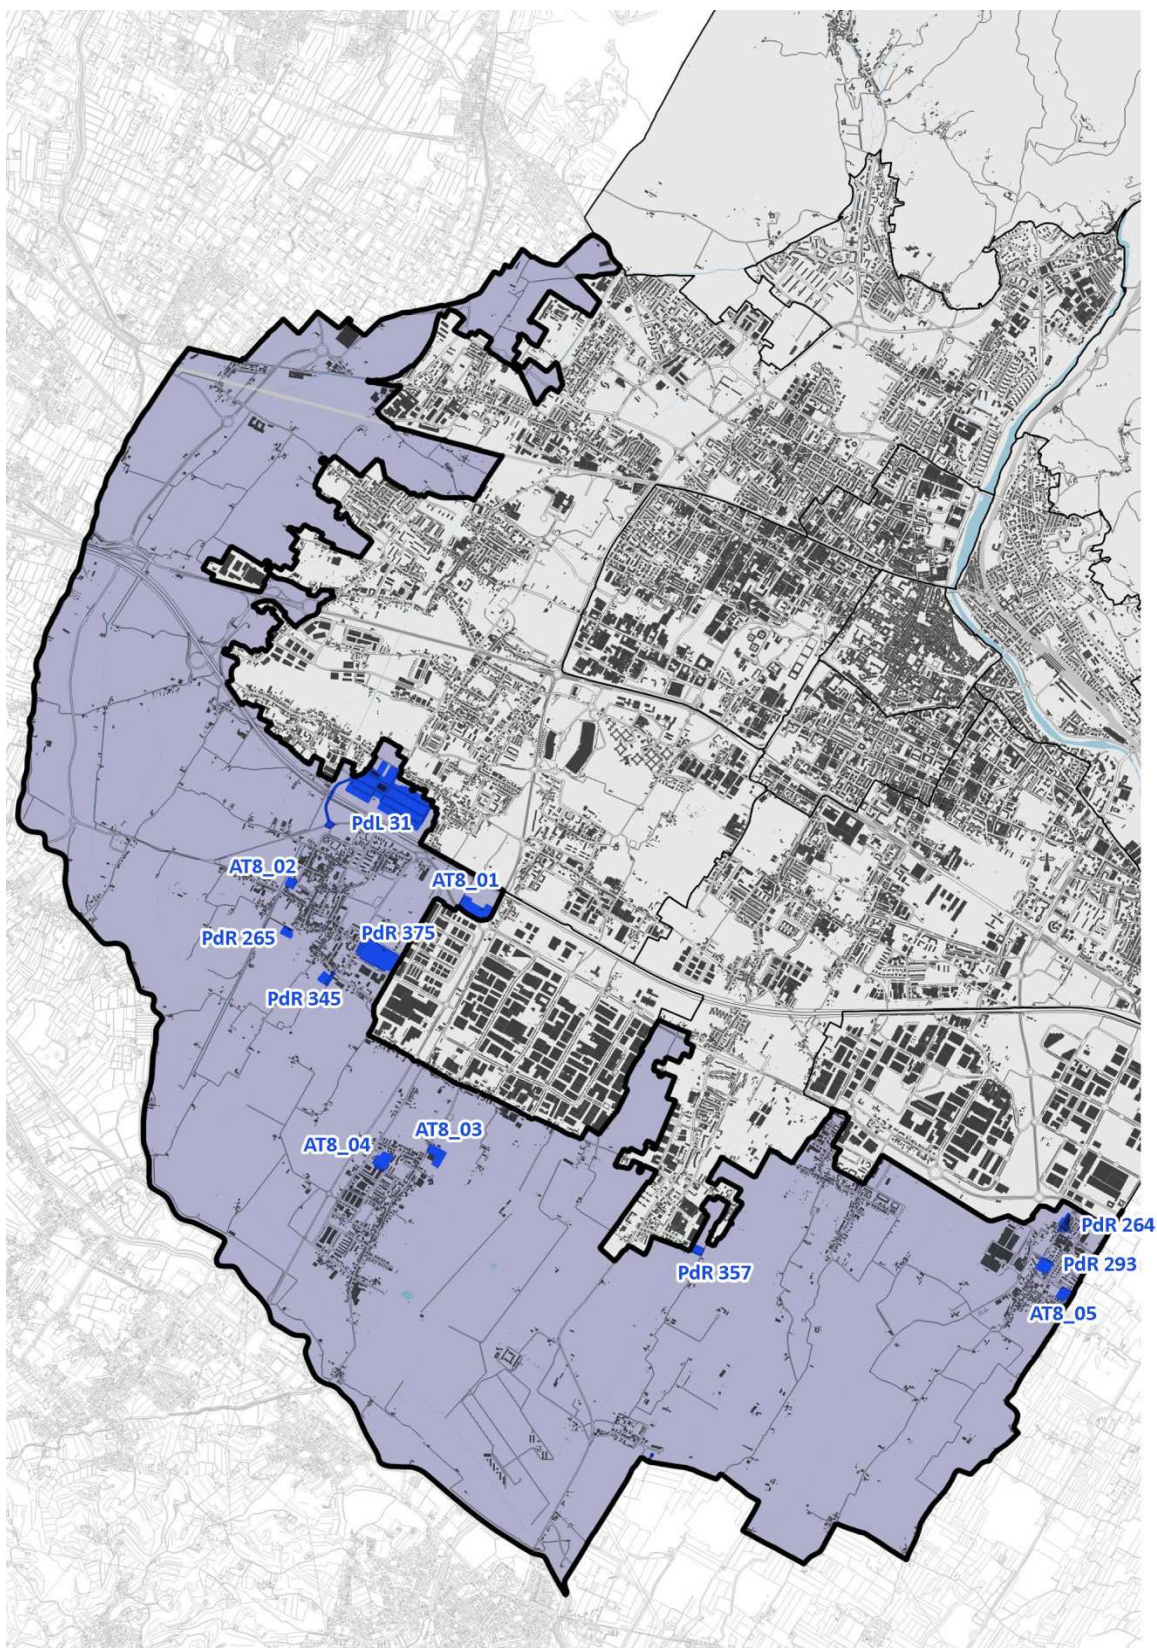 PdL 31
AT8_02
AT8_01
PdR 265
PdR 375
PdR 345
AT8_03
AT8_04
PdR 264
PdR 293
PdR 357
AT8_05